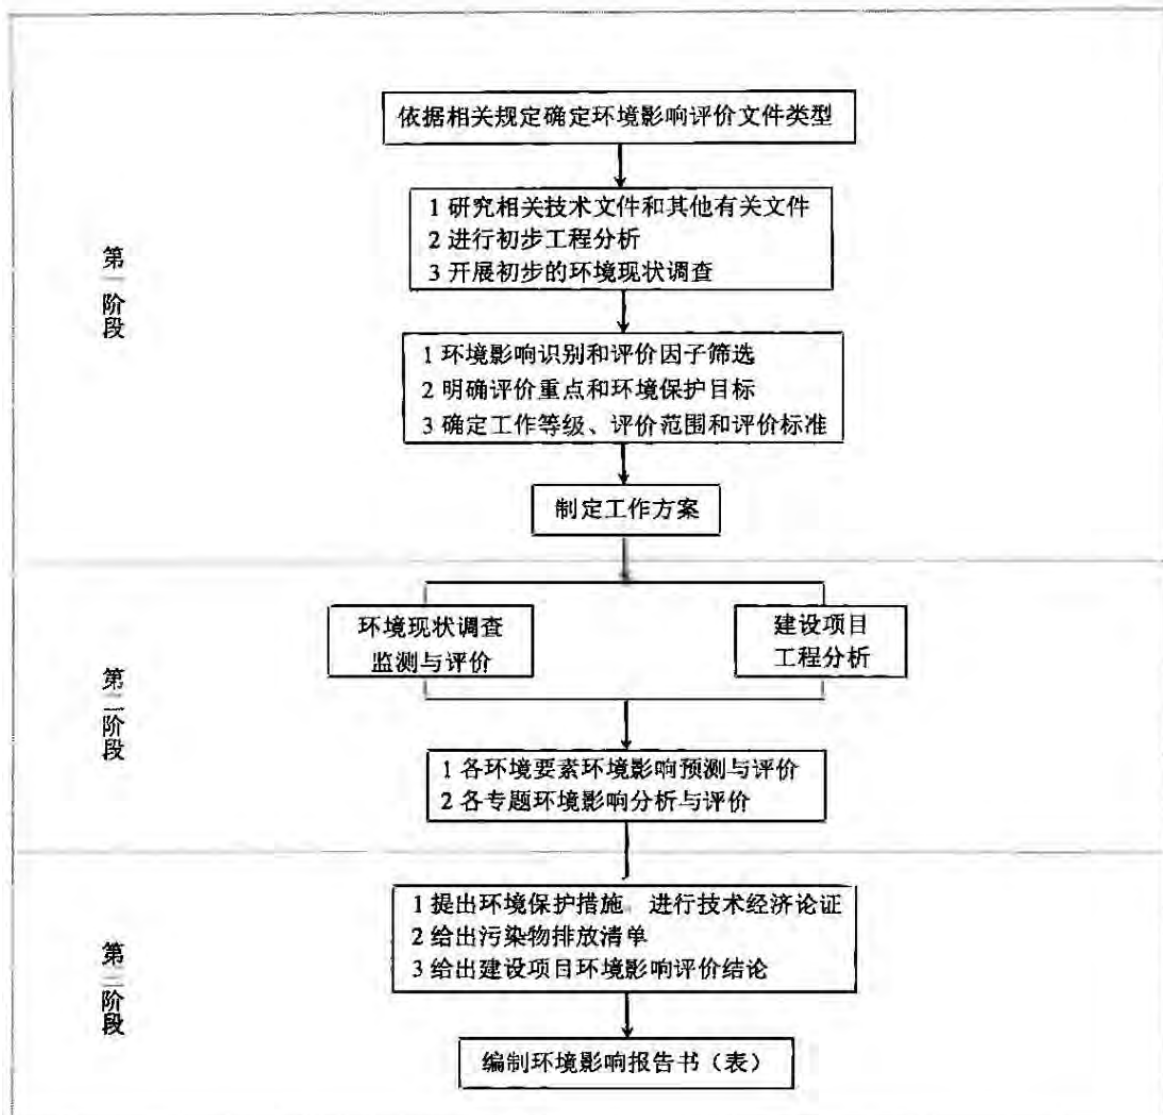 依据相关规定确定环境影响评价文件类型
1 研究相关技术文件和其他有关文件
2 进行初步工程分析
3 开展初步的环境现状调查
第一阶段
1 环境影响识别和评价因子筛选
2 明确评价重点和环境保护目标
3 确定工作等级、评价范围和评价标准
制定工作方案
环境现状调查
监测与评价
建设项目
工程分析
第二阶段
1 各环境要素环境影响预测与评价
2 各专题环境影响分析与评价
1 提出环境保护措施，进行技术经济论证
2 给出污染物排放清单
3 给出建设项目环境影响评价结论
第三阶段
编制环境影响报告书（表）